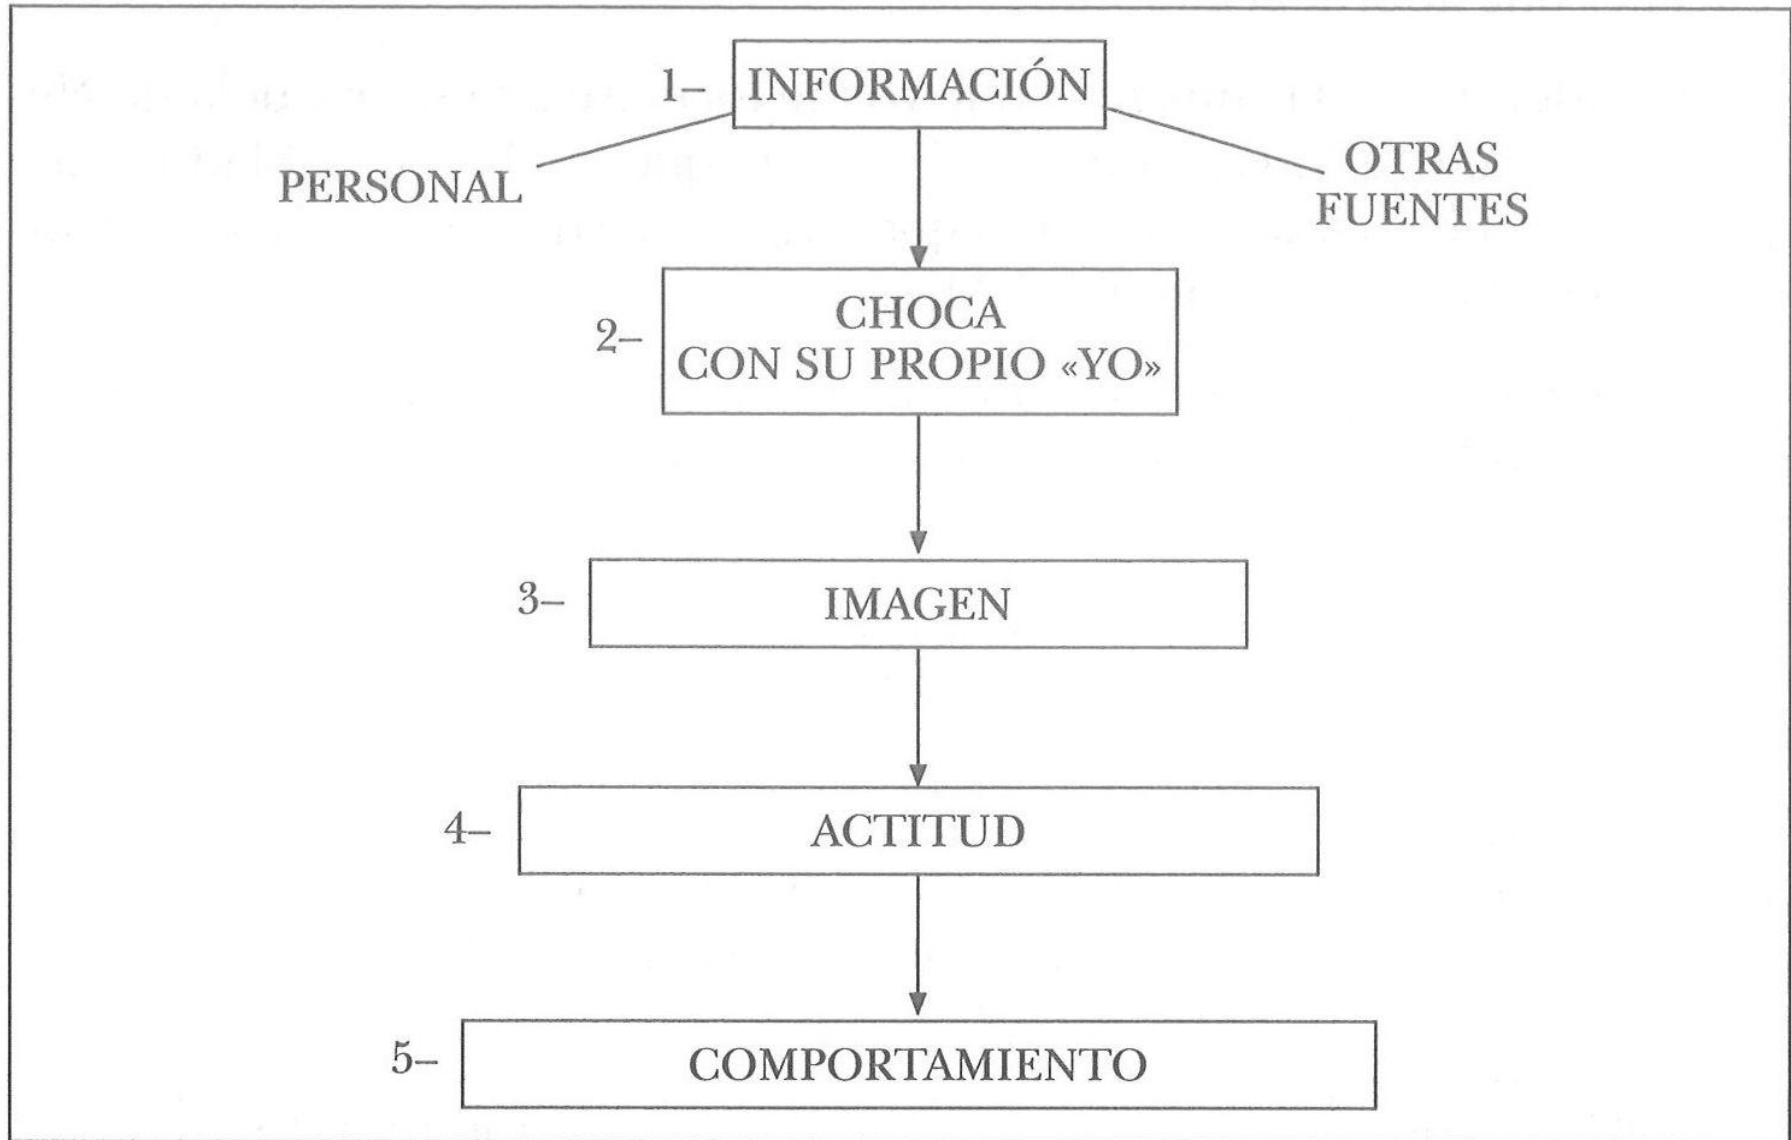 1– INFORMACIÓN
PERSONAL
OTRAS
FUENTES
2– CHOCA
CON SU PROPIO «YO»
3– IMAGEN
4– ACTITUD
5– COMPORTAMIENTO